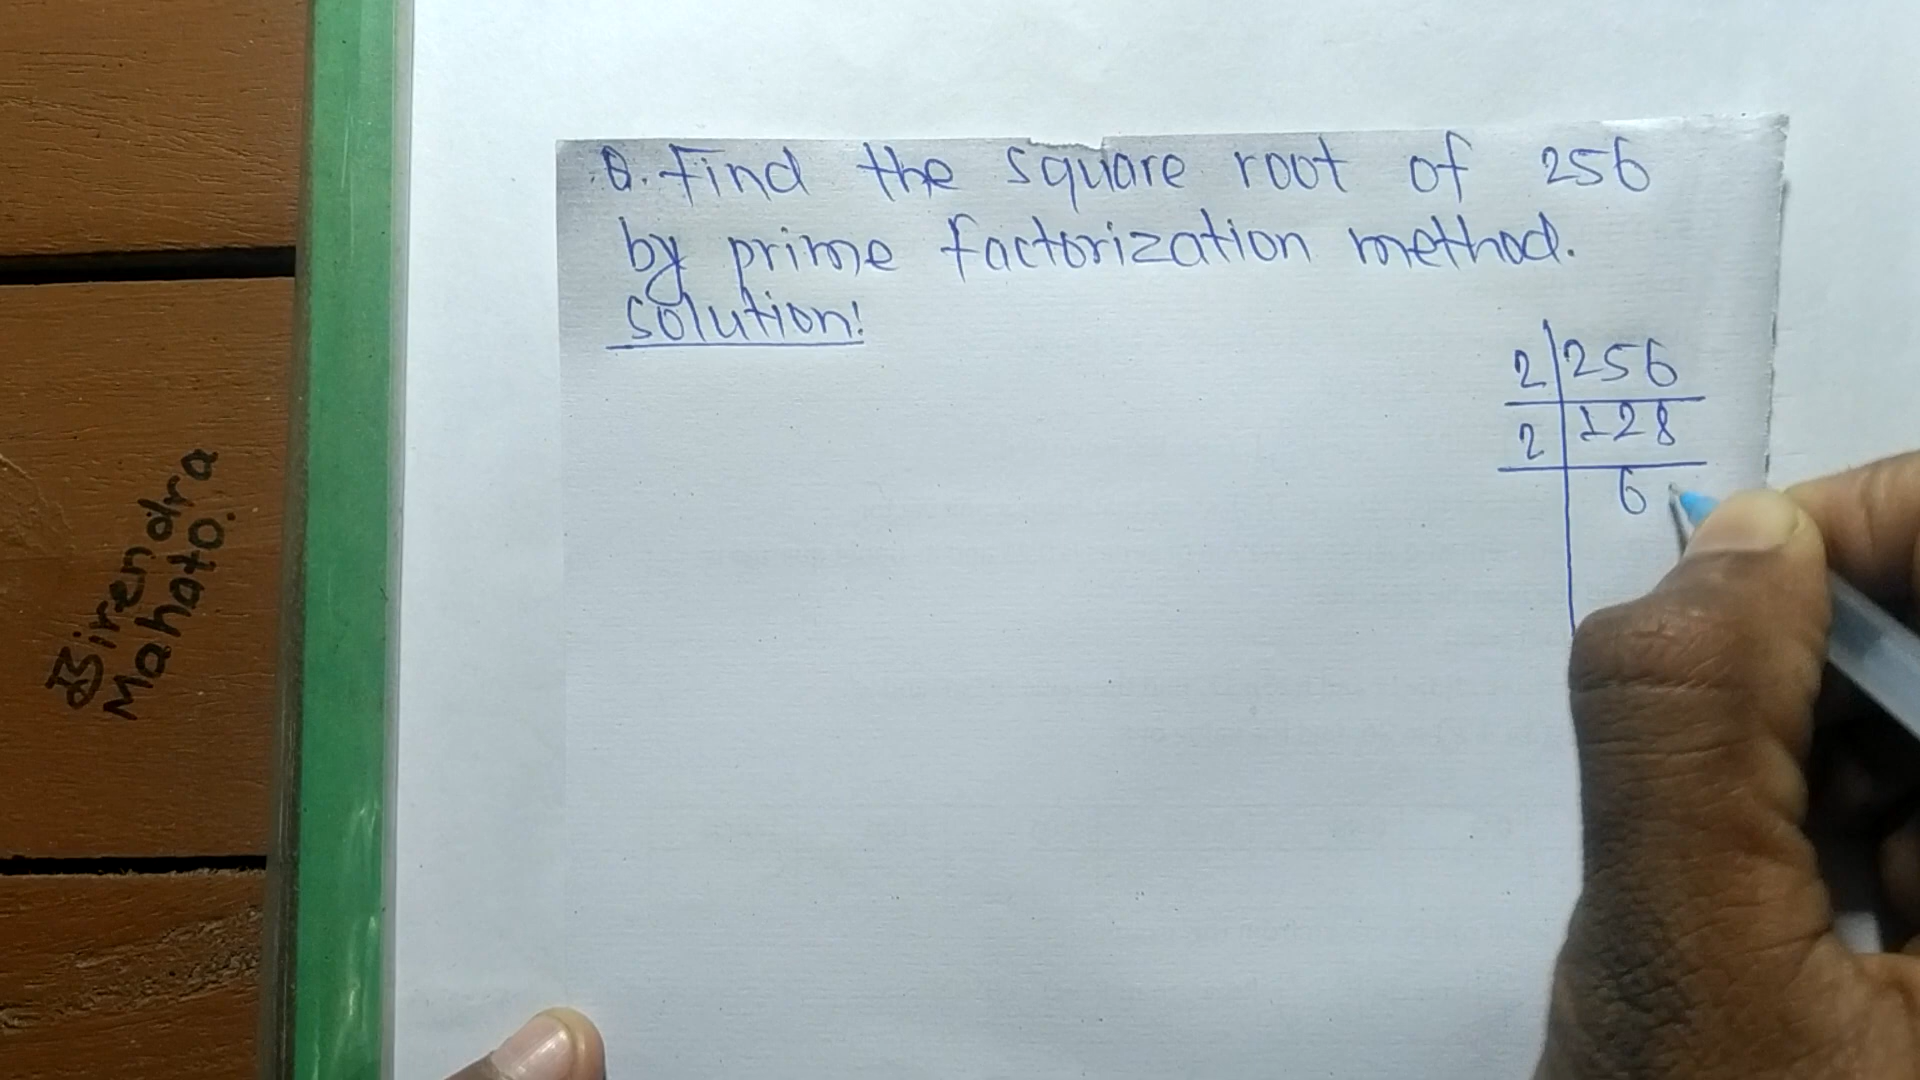 Q. Find the square root of 256
by prime factorization method.
Solution:
2 256
2 128
6
Birendra
Mahato.